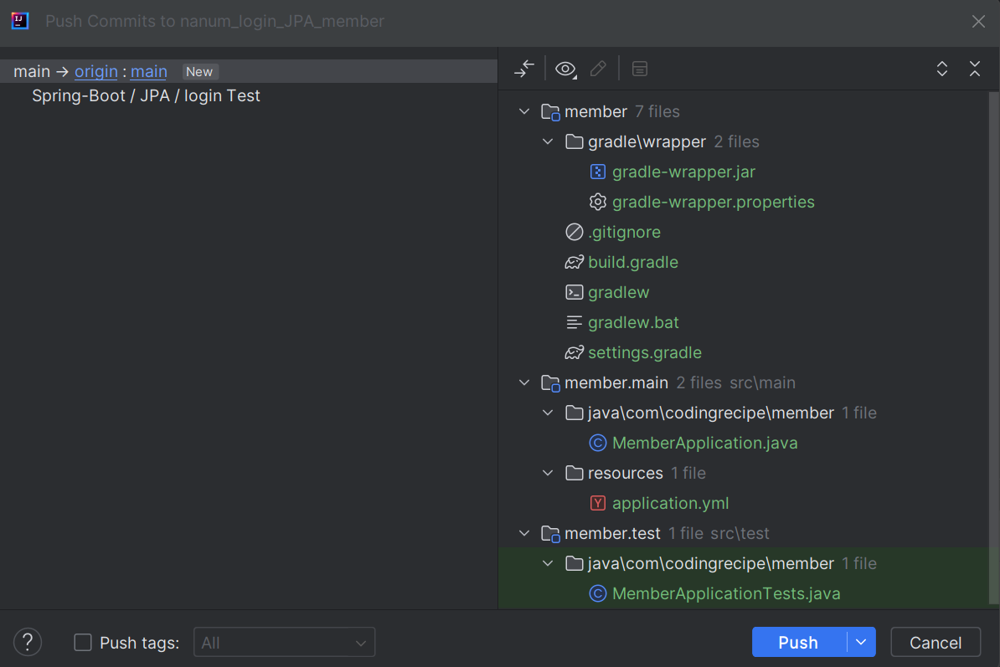 Push Commits to nanum_login_JPA_member
main → origin : main New
Spring-Boot / JPA / login Test
member 7 files
gradle\wrapper 2 files
gradle-wrapper.jar
gradle-wrapper.properties
.gitignore
build.gradle
gradlew
gradlew.bat
settings.gradle
member.main 2 files src\main
java\com\codingrecipe\member 1 file
MemberApplication.java
resources 1 file
application.yml
member.test 1 file src\test
java\com\codingrecipe\member 1 file
MemberApplicationTests.java
? Push tags: All Push Cancel